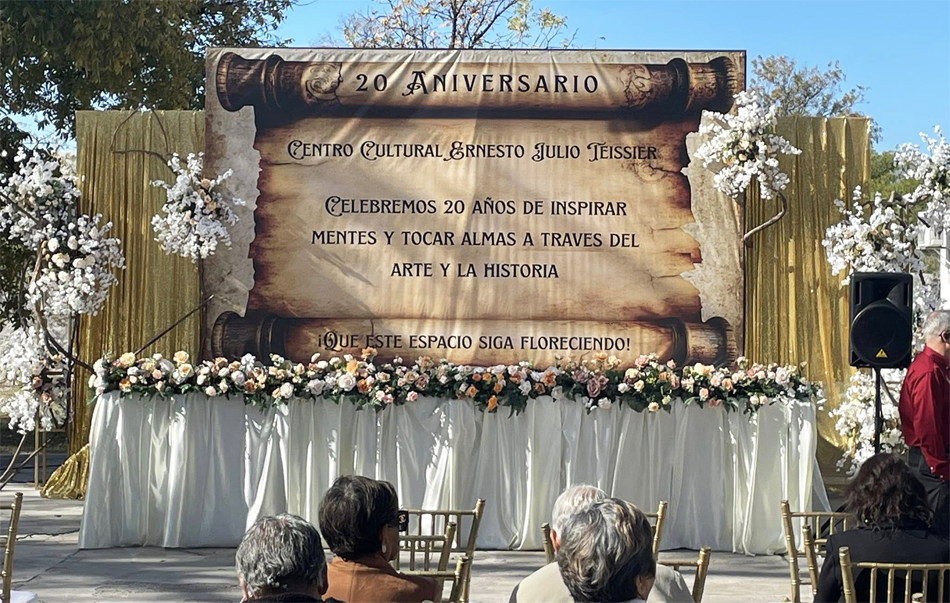 20 Aniversario
Centro Cultural Ernesto Julio Téissier
Celebremos 20 años de inspirar
mentes y tocar almas a traves del
arte y la historia
¡Que este espacio siga floreciendo!